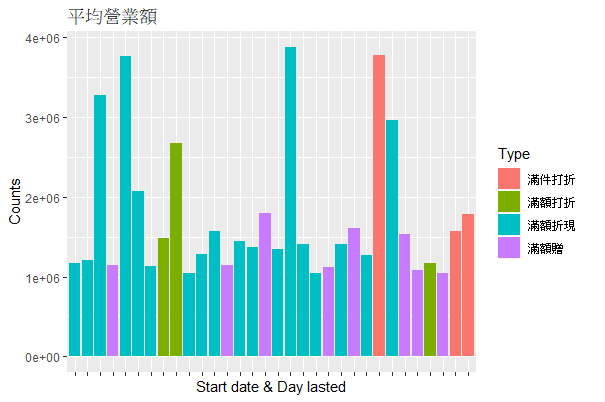 平均營業額
4e+06
3e+06
2e+06
1e+06
0e+00
Counts
Start date & Day lasted
Type
滿件打折
滿額打折
滿額折現
滿額贈